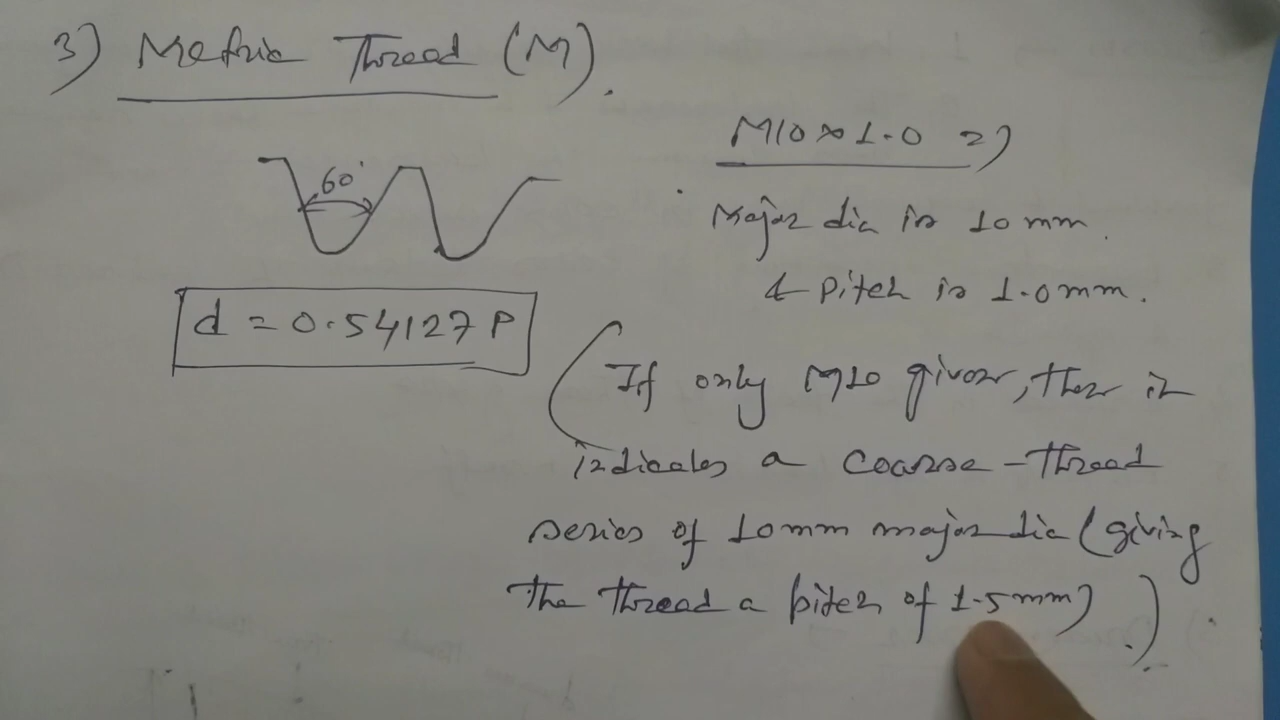 3) Metric Thread (M).
60°
d = 0.54127 P
M10 x 1.0 =>
Major dia is 10 mm.
& Pitch is 1.0 mm.
(If only M10 given, then it
indicates a coarse-thread
series of 10mm major dia (giving
the thread a pitch of 1.5 mm) .)